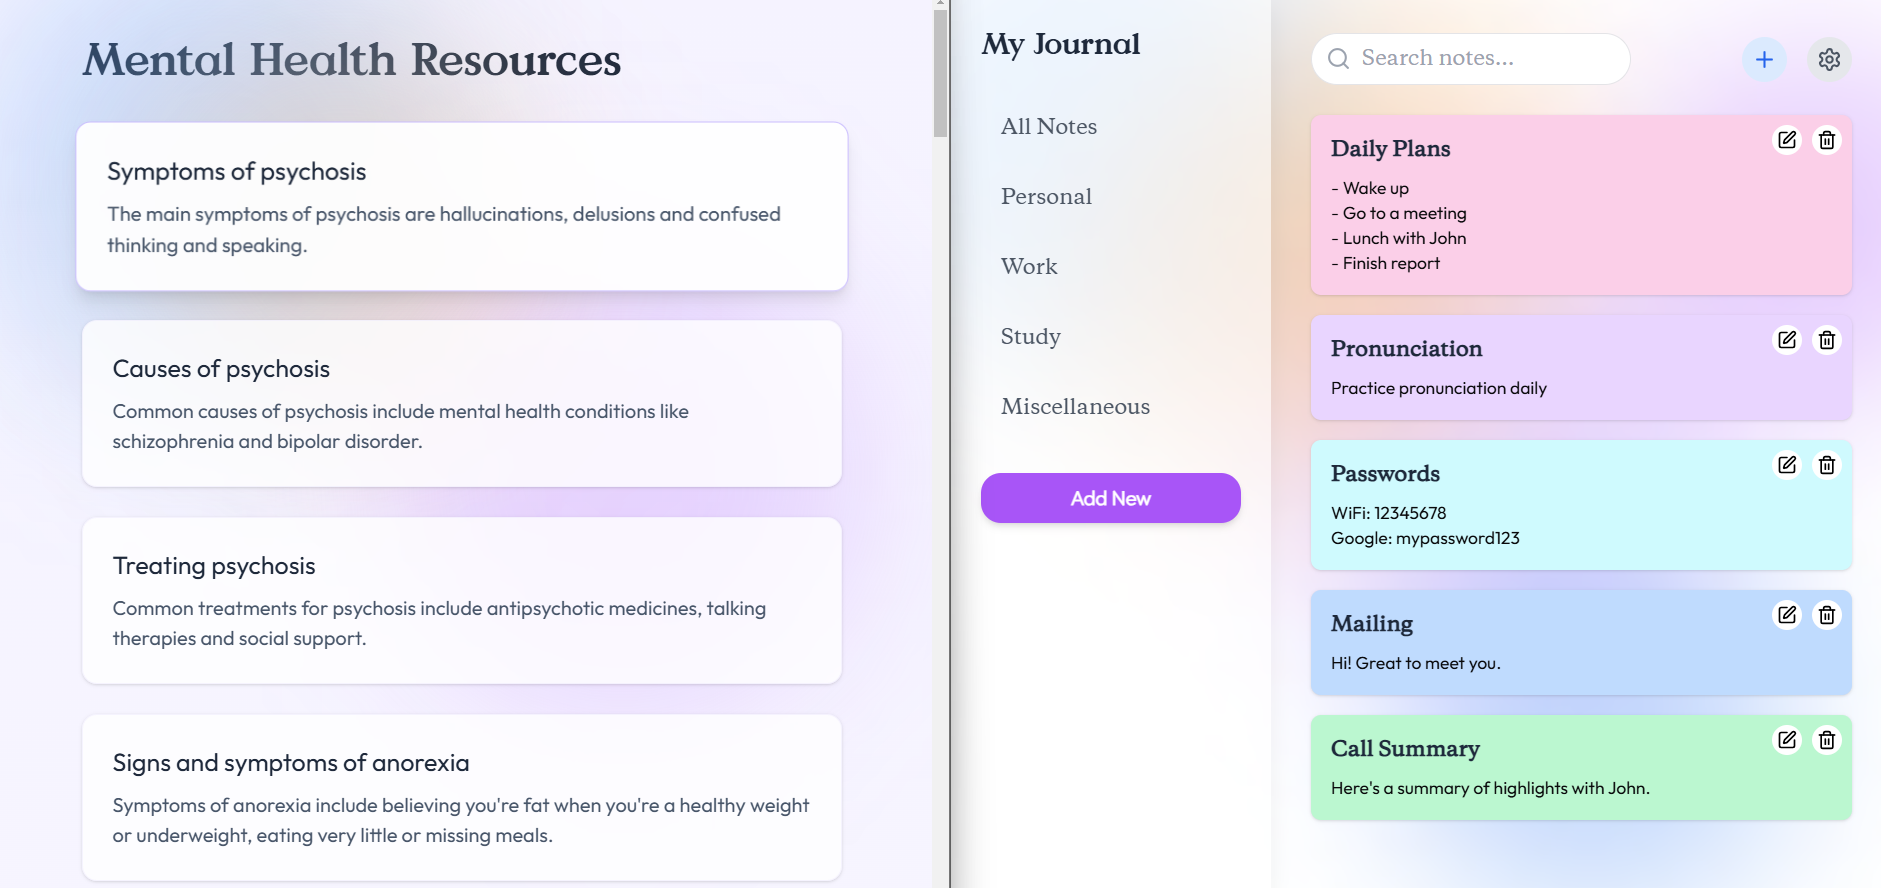 Mental Health Resources
Symptoms of psychosis
The main symptoms of psychosis are hallucinations, delusions and confused
thinking and speaking.
Causes of psychosis
Common causes of psychosis include mental health conditions like
schizophrenia and bipolar disorder.
Treating psychosis
Common treatments for psychosis include antipsychotic medicines, talking
therapies and social support.
Signs and symptoms of anorexia
Symptoms of anorexia include believing you're fat when you're a healthy weight
or underweight, eating very little or missing meals.
My Journal
All Notes
Personal
Work
Study
Miscellaneous
Add New
Search notes...
Daily Plans
- Wake up
- Go to a meeting
- Lunch with John
- Finish report
Pronunciation
Practice pronunciation daily
Passwords
WiFi: 12345678
Google: mypassword123
Mailing
Hi! Great to meet you.
Call Summary
Here's a summary of highlights with John.